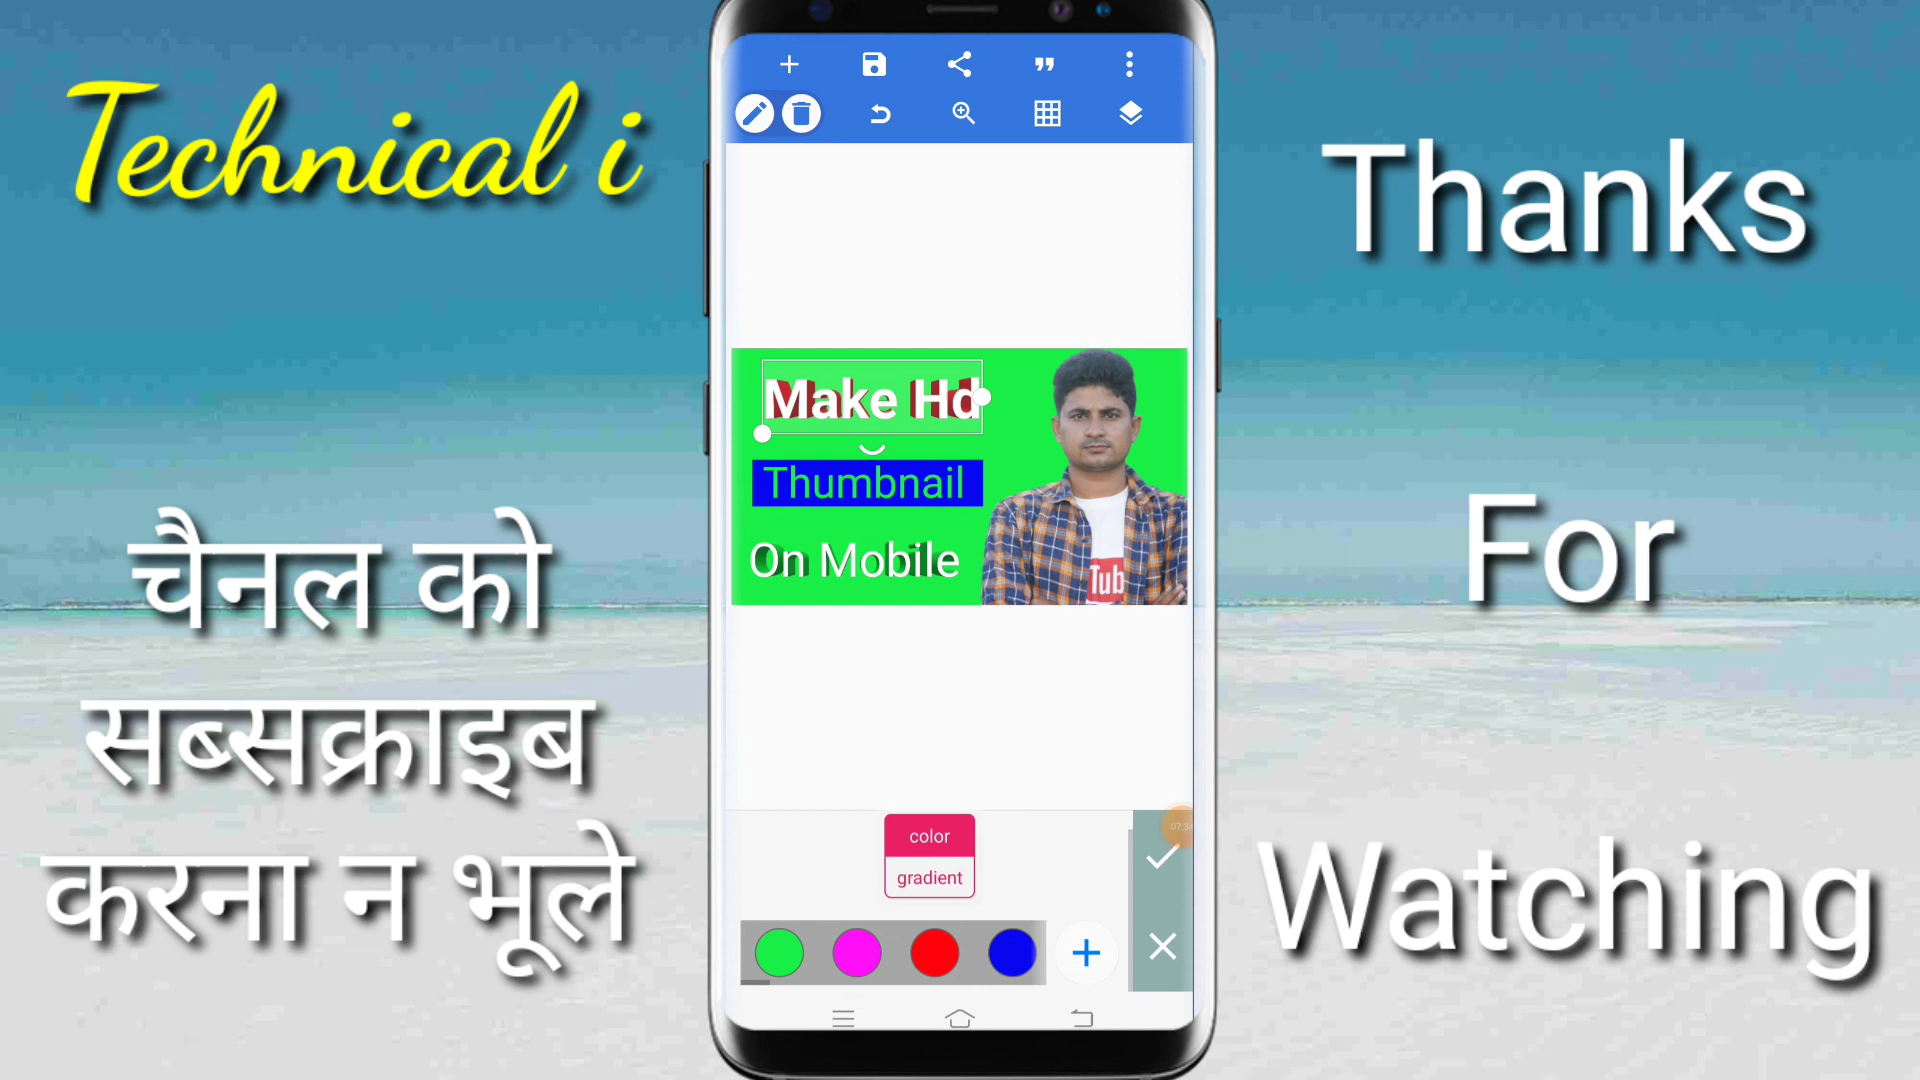 Technical i
चैनल को
सब्सक्राइब
करना न भूले
Make Hd
Thumbnail
On Mobile
Tub
color
gradient
Thanks
For
Watching